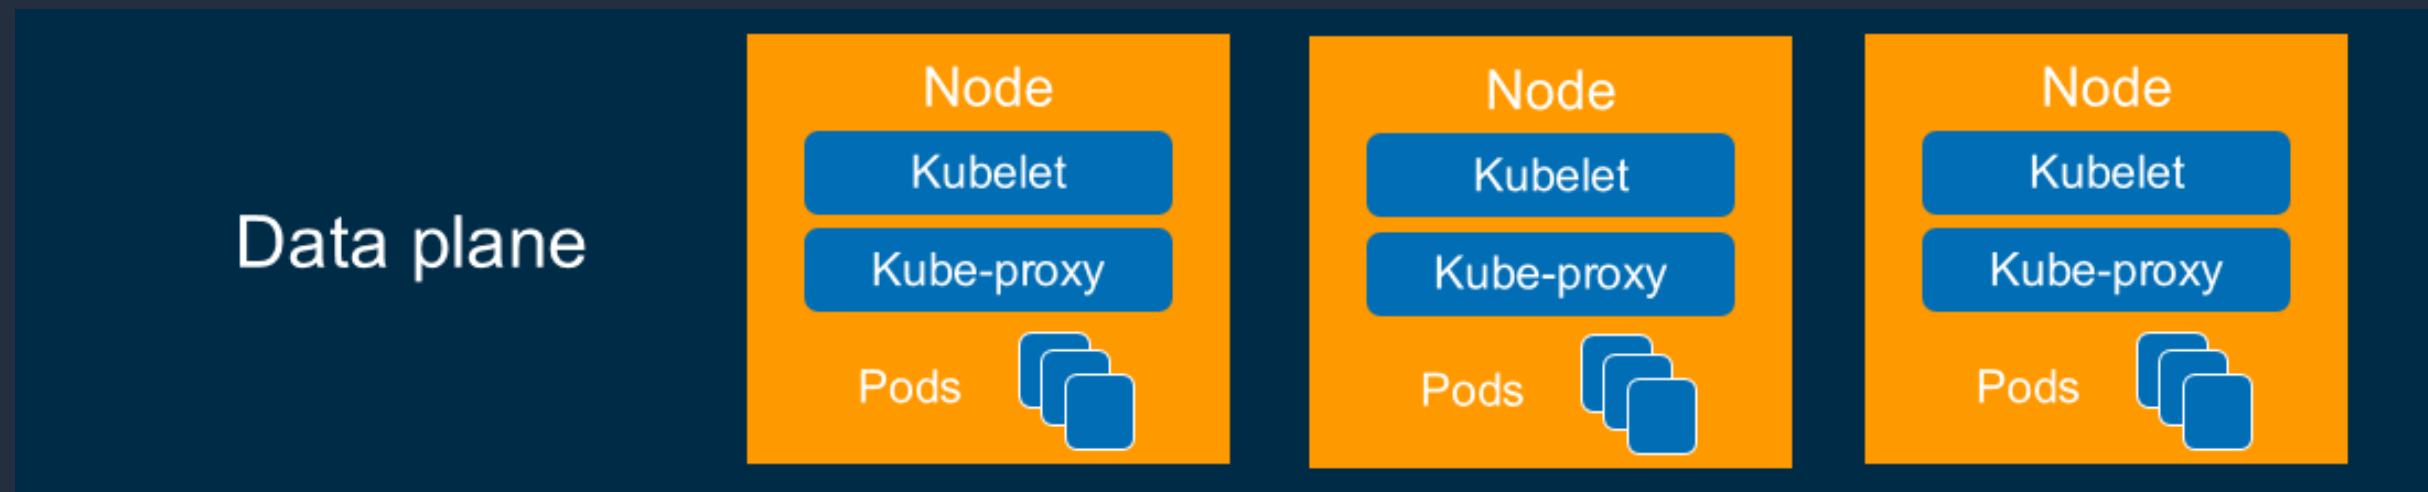 Data plane
Node
Kubelet
Kube-proxy
Pods
Node
Kubelet
Kube-proxy
Pods
Node
Kubelet
Kube-proxy
Pods